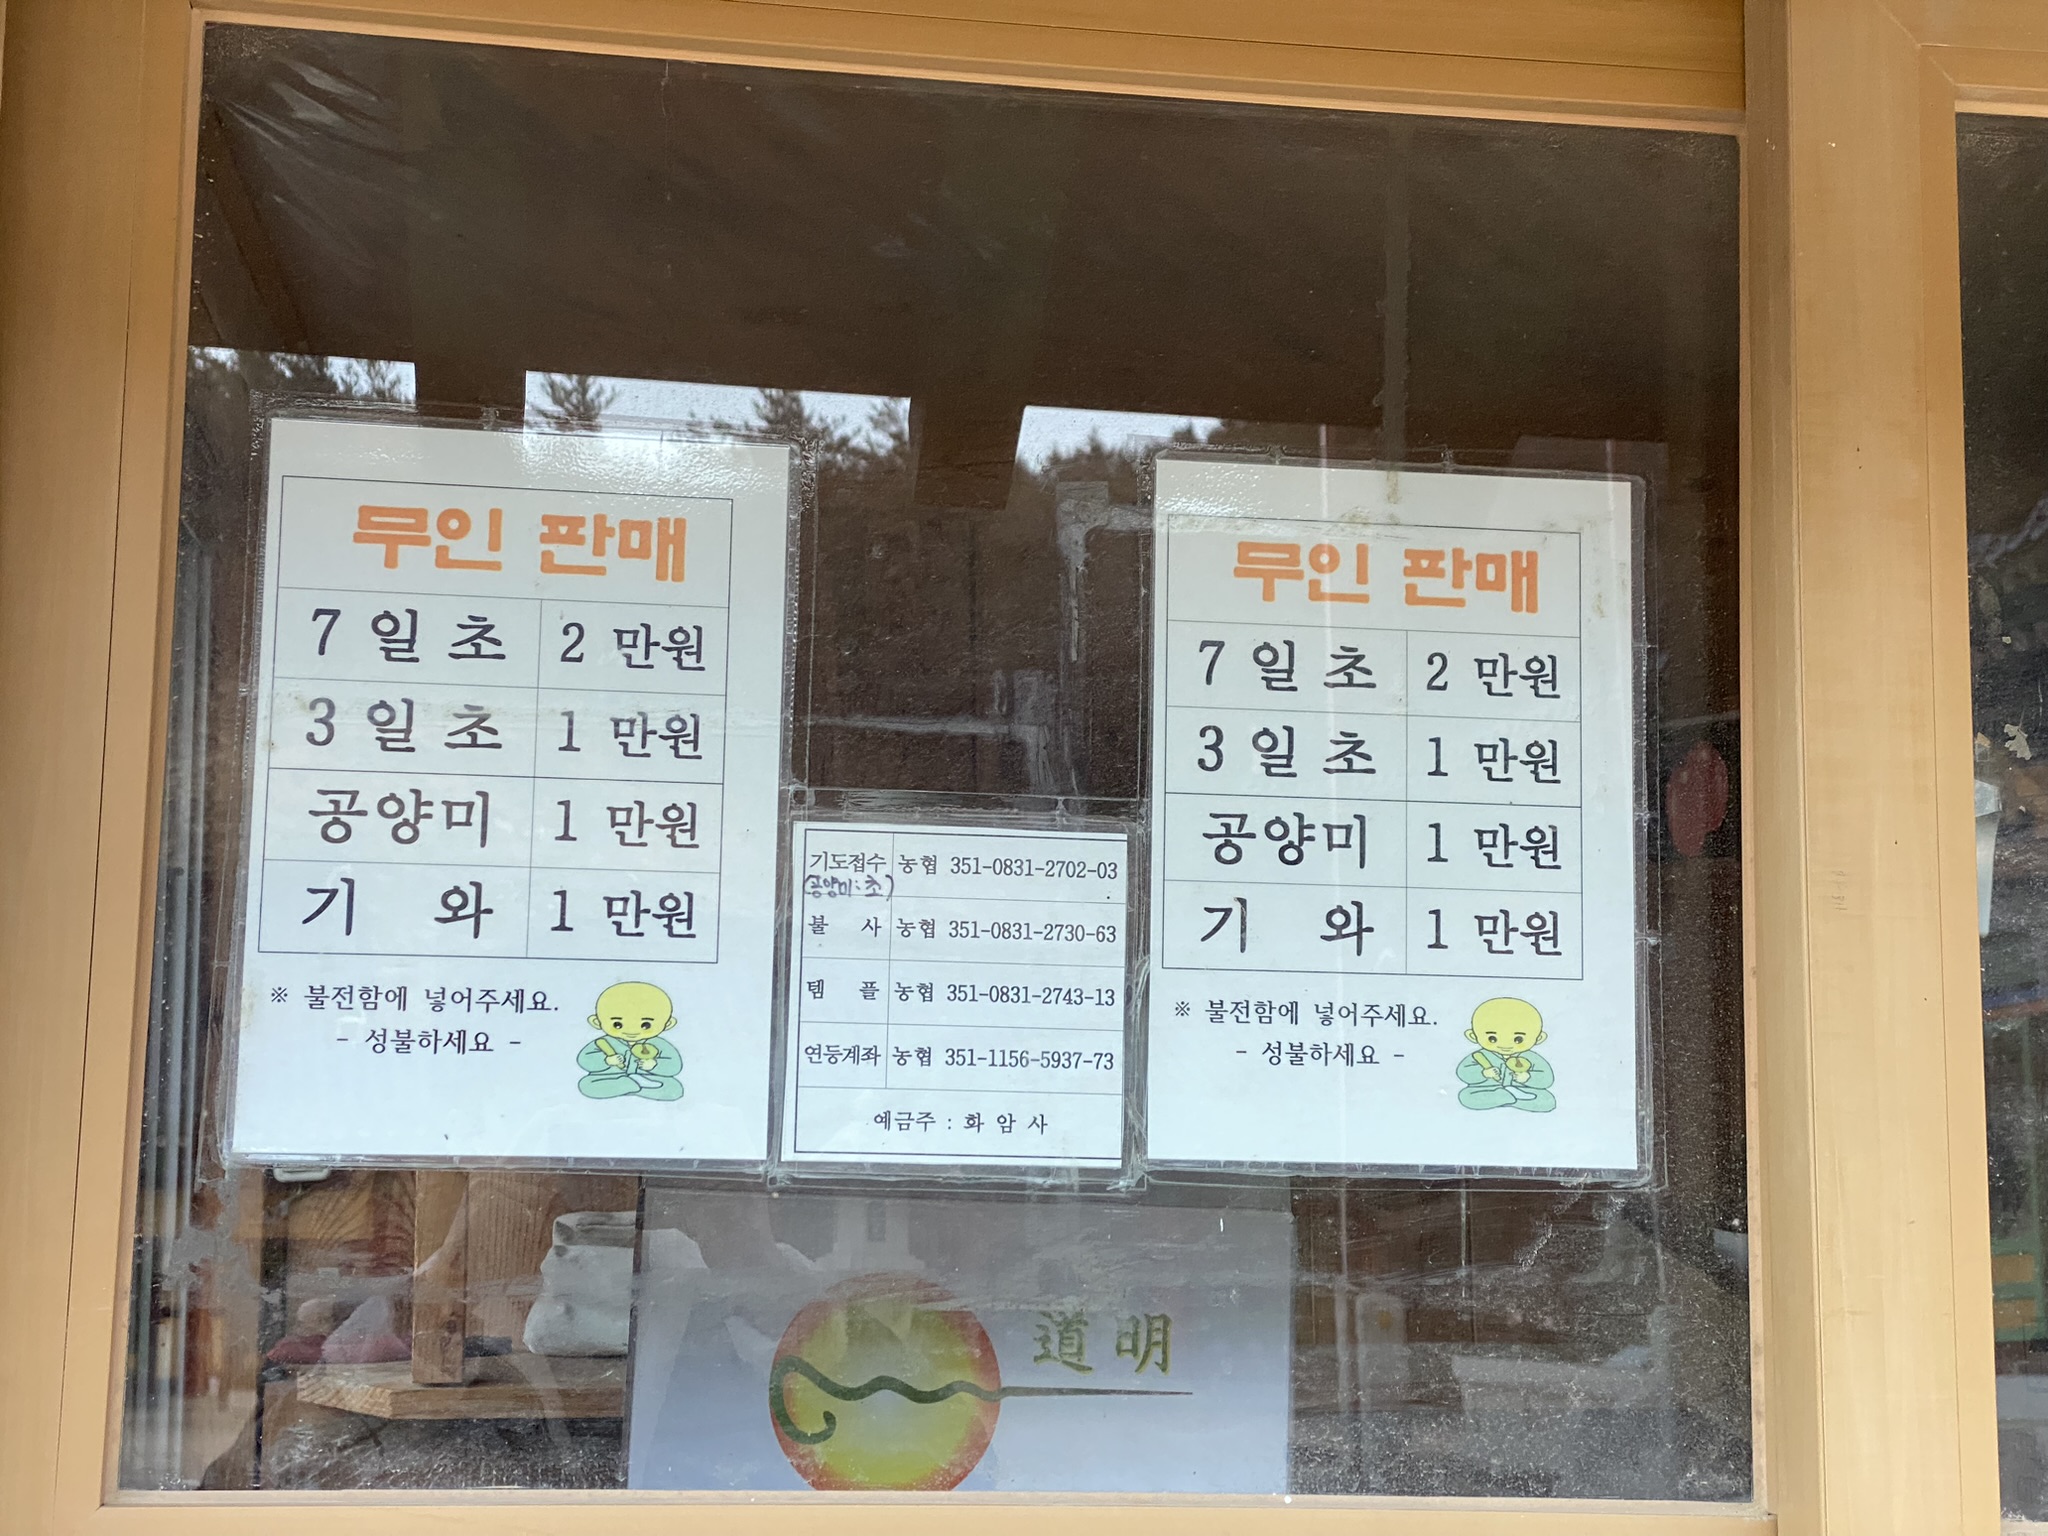 무인 판매
7 일 초 2 만원
3 일 초 1 만원
공양미 1 만원
기 와 1 만원
※ 불전함에 넣어주세요.
- 성불하세요 -
기도접수 농협 351-0831-2702-03
(공양미:초)
불 사 농협 351-0831-2730-63
템 플 농협 351-0831-2743-13
연등계좌 농협 351-1156-5937-73
예금주 : 화 암 사
무인 판매
7 일 초 2 만원
3 일 초 1 만원
공양미 1 만원
기 와 1 만원
※ 불전함에 넣어주세요.
- 성불하세요 -
道明